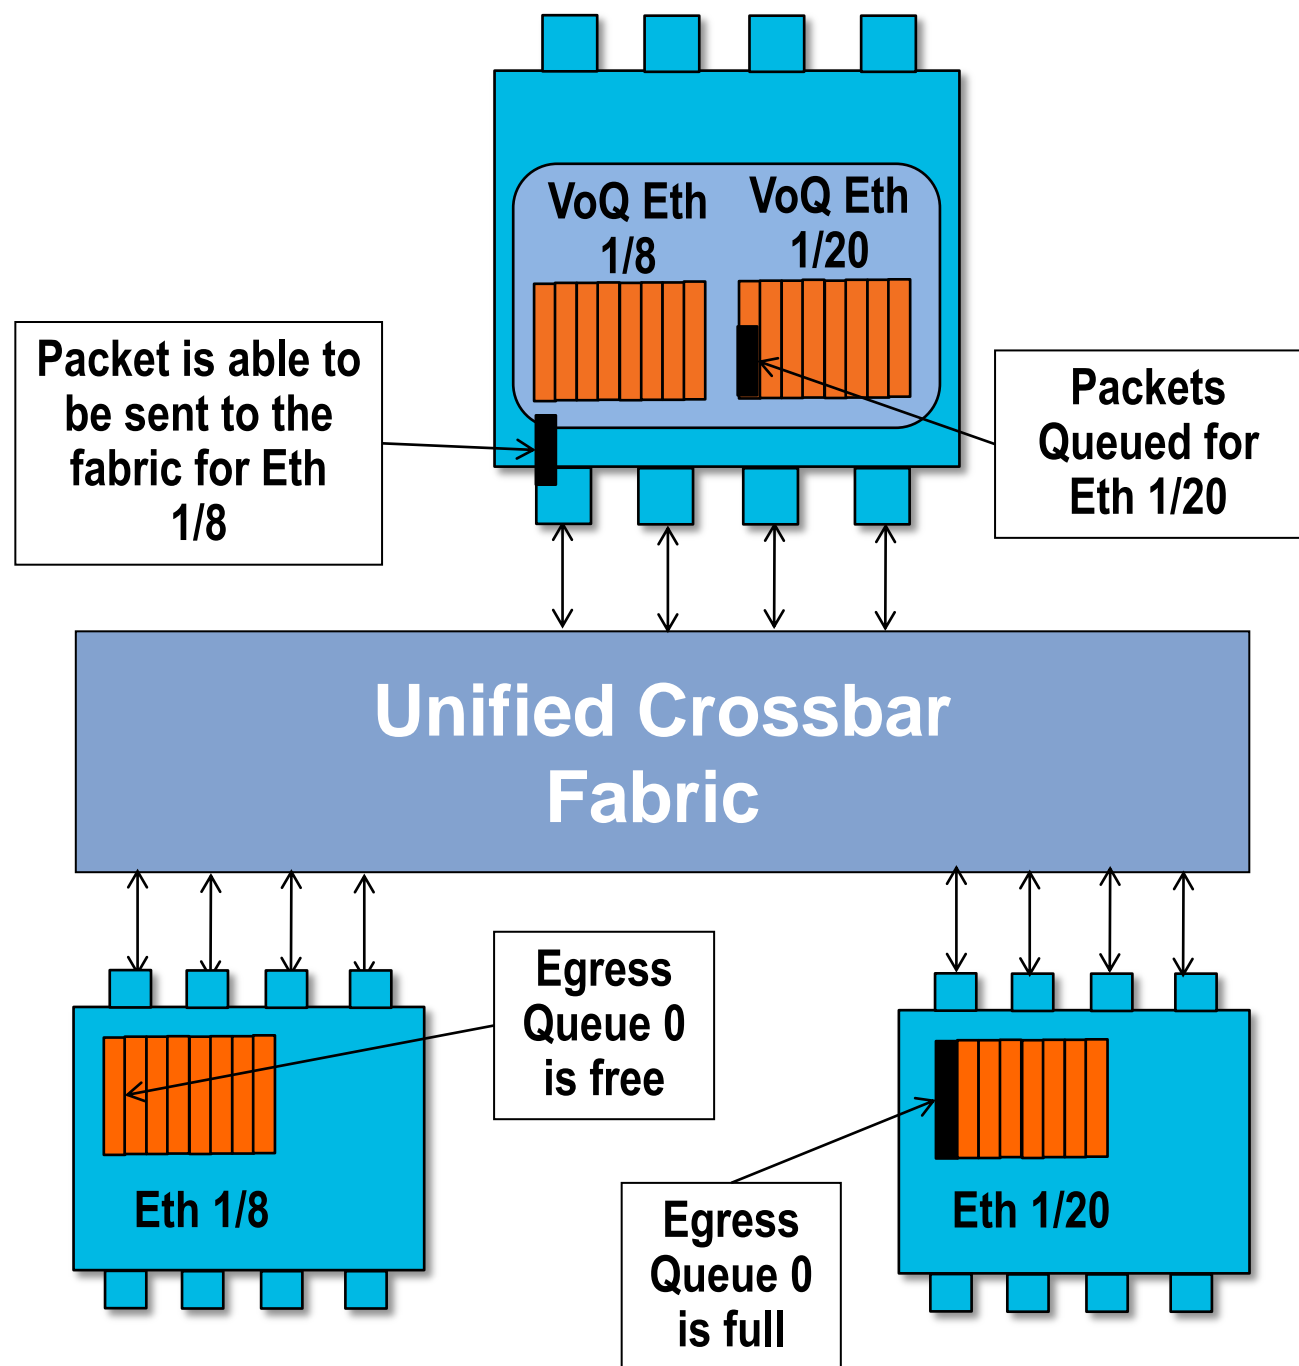 VoQ Eth
1/8
VoQ Eth
1/20
Packet is able to
be sent to the
fabric for Eth
1/8
Packets
Queued for
Eth 1/20
Unified Crossbar
Fabric
Egress
Queue 0
is free
Eth 1/8
Egress
Queue 0
is full
Eth 1/20